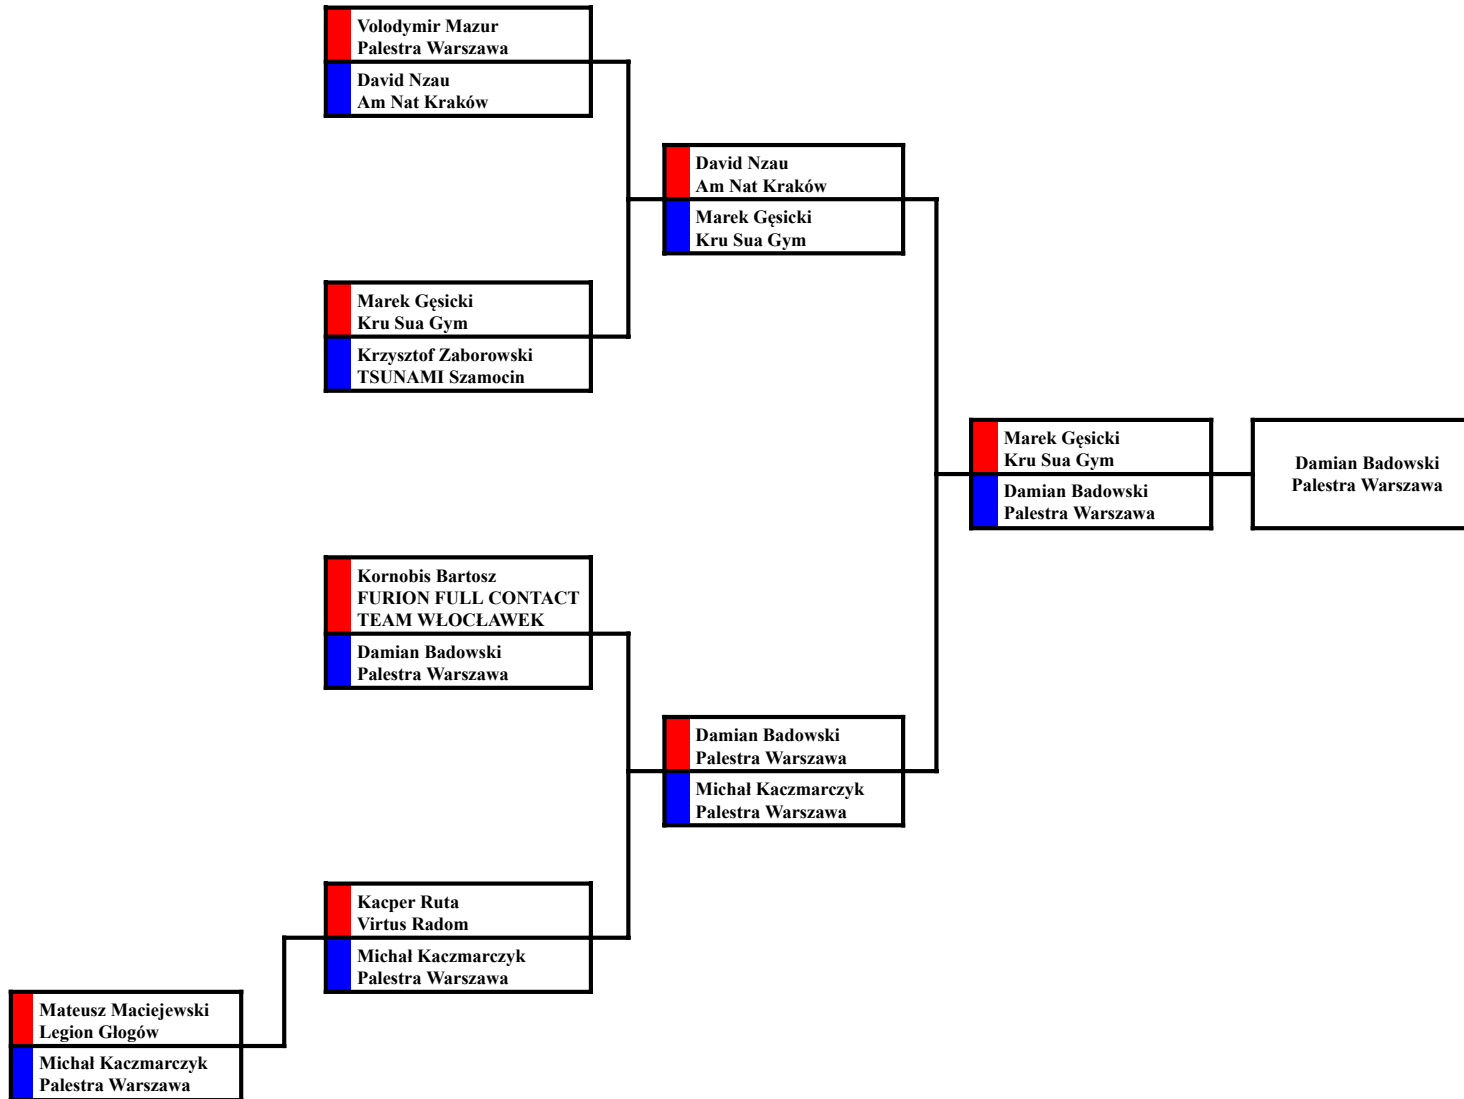 Volodymir Mazur
Palestra Warszawa
David Nzau
Am Nat Kraków
David Nzau
Am Nat Kraków
Marek Gęsicki
Kru Sua Gym
Marek Gęsicki
Kru Sua Gym
Krzysztof Zaborowski
TSUNAMI Szamocin
Marek Gęsicki
Kru Sua Gym
Damian Badowski
Palestra Warszawa
Damian Badowski
Palestra Warszawa
Kornobis Bartosz
FURION FULL CONTACT
TEAM WŁOCŁAWEK
Damian Badowski
Palestra Warszawa
Damian Badowski
Palestra Warszawa
Michał Kaczmarczyk
Palestra Warszawa
Kacper Ruta
Virtus Radom
Michał Kaczmarczyk
Palestra Warszawa
Mateusz Maciejewski
Legion Głogów
Michał Kaczmarczyk
Palestra Warszawa